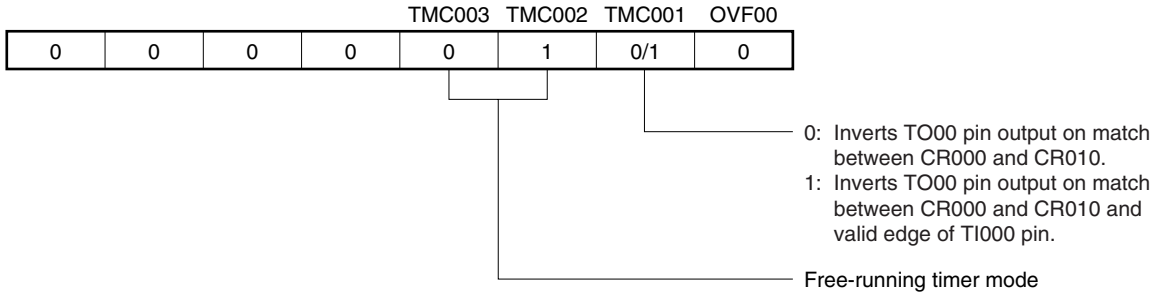 TMC003 TMC002 TMC001 OVF00
0 0 0 0 0 1 0/1 0
0: Inverts TO00 pin output on match
between CR000 and CR010.
1: Inverts TO00 pin output on match
between CR000 and CR010 and
valid edge of TI000 pin.
Free-running timer mode